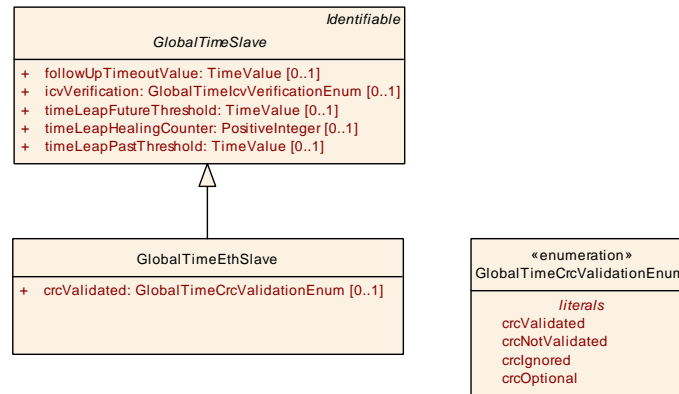 Identifiable
GlobalTimeSlave
+ followUpTimeoutValue: TimeValue [0..1]
+ icvVerification: GlobalTimeIcvVerificationEnum [0..1]
+ timeLeapFutureThreshold: TimeValue [0..1]
+ timeLeapHealingCounter: PositiveInteger [0..1]
+ timeLeapPastThreshold: TimeValue [0..1]
GlobalTimeEthSlave
+ crcValidated: GlobalTimeCrcValidationEnum [0..1]
«enumeration»
GlobalTimeCrcValidationEnum
literals
crcValidated
crcNotValidated
crcIgnored
crcOptional